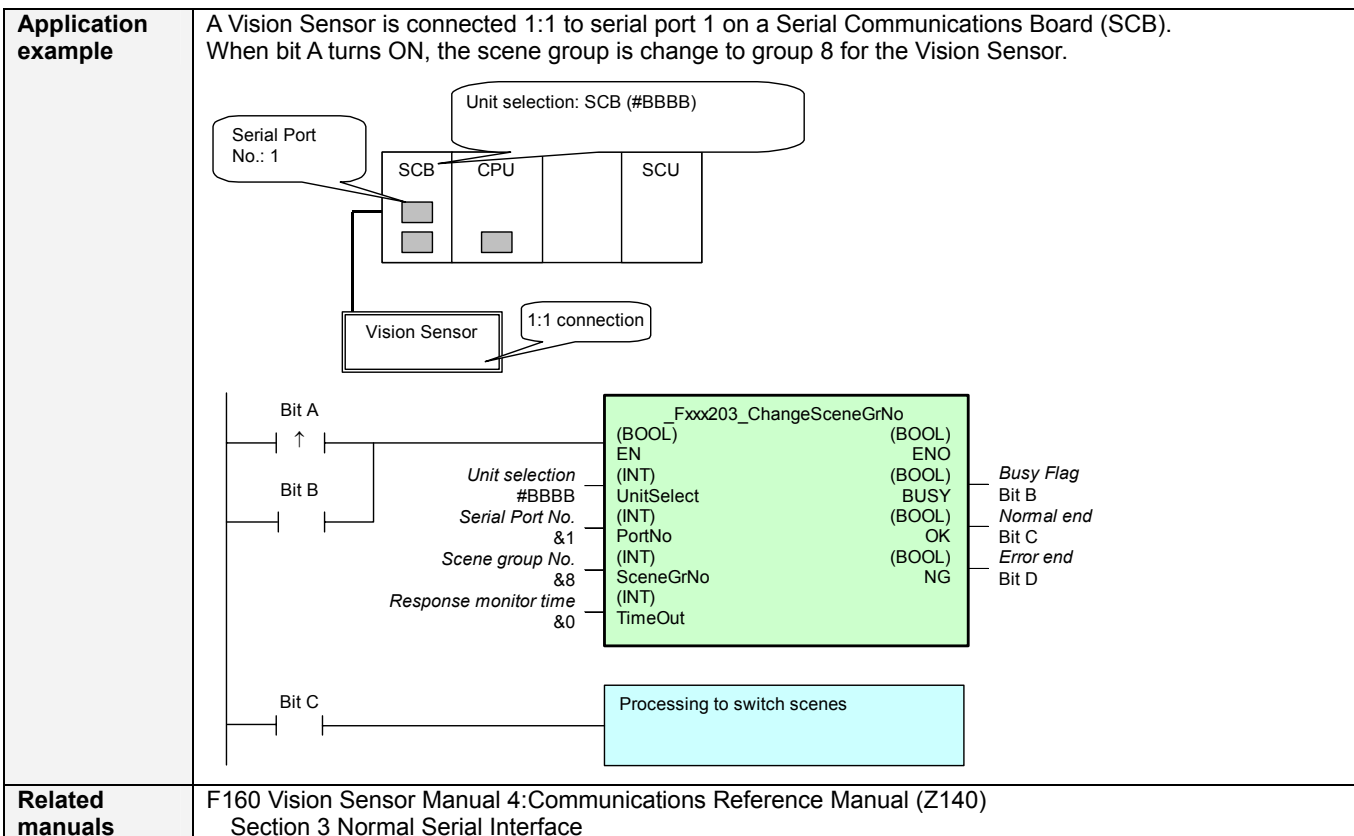 Application example
A Vision Sensor is connected 1:1 to serial port 1 on a Serial Communications Board (SCB).
When bit A turns ON, the scene group is change to group 8 for the Vision Sensor.
Unit selection: SCB (#BBBB)
Serial Port
No.: 1
SCB
CPU
SCU
Vision Sensor
1:1 connection
Bit A
↑
Bit B
Unit selection
#BBBB
Serial Port No.
&1
Scene group No.
&8
Response monitor time
&0
_Fxxx203_ChangeSceneGrNo
(BOOL) (BOOL)
EN ENO
(INT) (BOOL)
UnitSelect BUSY
(INT) (BOOL)
PortNo OK
(INT) (BOOL)
SceneGrNo NG
(INT)
TimeOut
Busy Flag
Bit B
Normal end
Bit C
Error end
Bit D
Bit C
Processing to switch scenes
Related manuals
F160 Vision Sensor Manual 4:Communications Reference Manual (Z140)
Section 3 Normal Serial Interface